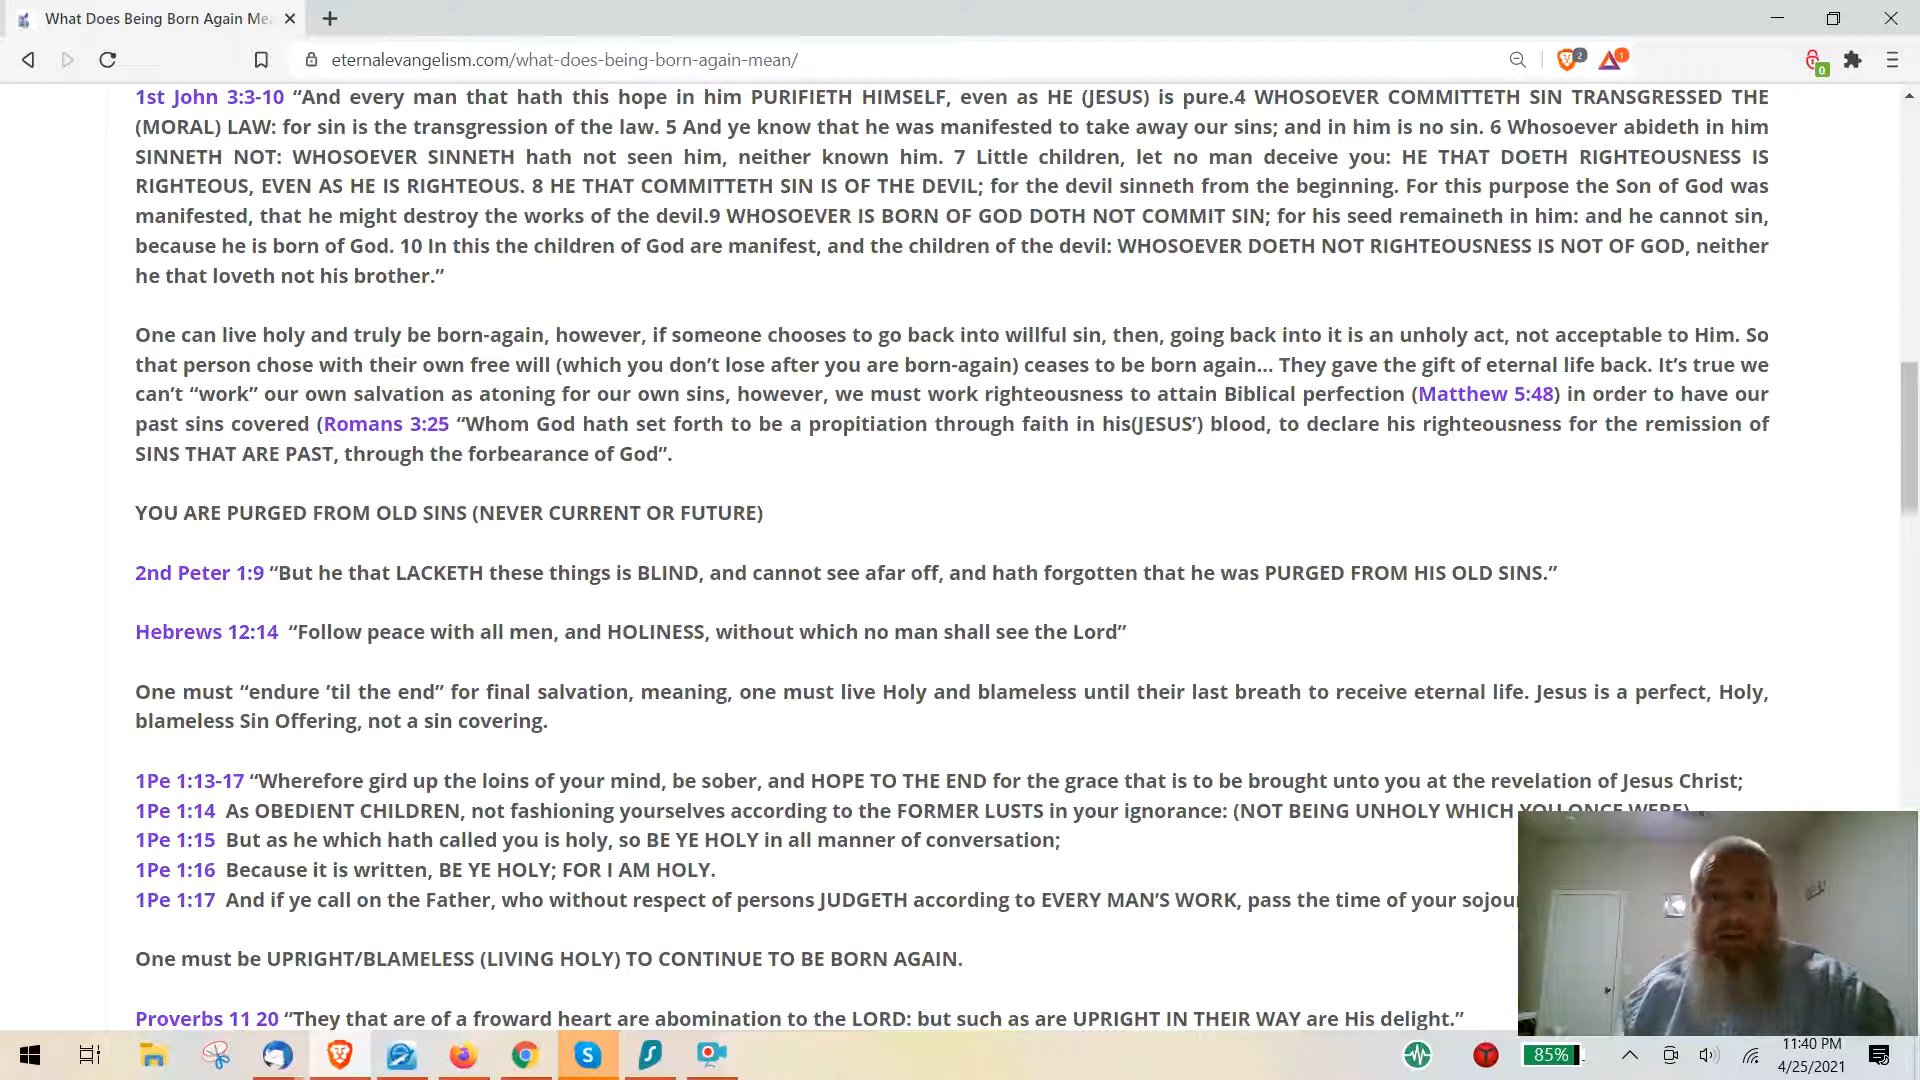 What Does Being Born Again Me
eternalevangelism.com/what-does-being-born-again-mean/
2
1
0
1st John 3:3-10 “And every man that hath this hope in him PURIFIETH HIMSELF, even as HE (JESUS) is pure.4 WHOSOEVER COMMITTETH SIN TRANSGRESSED THE
(MORAL) LAW: for sin is the transgression of the law. 5 And ye know that he was manifested to take away our sins; and in him is no sin. 6 Whosoever abideth in him
SINNETH NOT: WHOSOEVER SINNETH hath not seen him, neither known him. 7 Little children, let no man deceive you: HE THAT DOETH RIGHTEOUSNESS IS
RIGHTEOUS, EVEN AS HE IS RIGHTEOUS. 8 HE THAT COMMITTETH SIN IS OF THE DEVIL; for the devil sinneth from the beginning. For this purpose the Son of God was
manifested, that he might destroy the works of the devil.9 WHOSOEVER IS BORN OF GOD DOTH NOT COMMIT SIN; for his seed remaineth in him: and he cannot sin,
because he is born of God. 10 In this the children of God are manifest, and the children of the devil: WHOSOEVER DOETH NOT RIGHTEOUSNESS IS NOT OF GOD, neither
he that loveth not his brother.”
One can live holy and truly be born-again, however, if someone chooses to go back into willful sin, then, going back into it is an unholy act, not acceptable to Him. So
that person chose with their own free will (which you don’t lose after you are born-again) ceases to be born again… They gave the gift of eternal life back. It’s true we
can’t “work” our own salvation as atoning for our own sins, however, we must work righteousness to attain Biblical perfection (Matthew 5:48) in order to have our
past sins covered (Romans 3:25 “Whom God hath set forth to be a propitiation through faith in his(JESUS’) blood, to declare his righteousness for the remission of
SINS THAT ARE PAST, through the forbearance of God”.
YOU ARE PURGED FROM OLD SINS (NEVER CURRENT OR FUTURE)
2nd Peter 1:9 “But he that LACKETH these things is BLIND, and cannot see afar off, and hath forgotten that he was PURGED FROM HIS OLD SINS.”
Hebrews 12:14 “Follow peace with all men, and HOLINESS, without which no man shall see the Lord”
One must “endure ’til the end” for final salvation, meaning, one must live Holy and blameless until their last breath to receive eternal life. Jesus is a perfect, Holy,
blameless Sin Offering, not a sin covering.
1Pe 1:13-17 “Wherefore gird up the loins of your mind, be sober, and HOPE TO THE END for the grace that is to be brought unto you at the revelation of Jesus Christ;
1Pe 1:14 As OBEDIENT CHILDREN, not fashioning yourselves according to the FORMER LUSTS in your ignorance: (NOT BEING UNHOLY WHICH YOU ONCE WERE)
1Pe 1:15 But as he which hath called you is holy, so BE YE HOLY in all manner of conversation;
1Pe 1:16 Because it is written, BE YE HOLY; FOR I AM HOLY.
1Pe 1:17 And if ye call on the Father, who without respect of persons JUDGETH according to EVERY MAN’S WORK, pass the time of your sojour
One must be UPRIGHT/BLAMELESS (LIVING HOLY) TO CONTINUE TO BE BORN AGAIN.
Proverbs 11 20 “They that are of a froward heart are abomination to the LORD: but such as are UPRIGHT IN THEIR WAY are His delight.”
85%
11:40 PM
4/25/2021
3